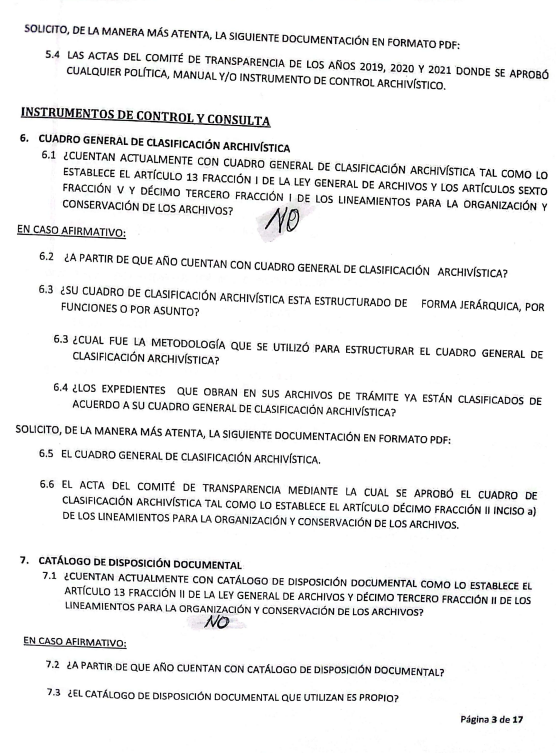 SOLICITO, DE LA MANERA MÁS ATENTA, LA SIGUIENTE DOCUMENTACIÓN EN FORMATO PDF:
5.4 LAS ACTAS DEL COMITÉ DE TRANSPARENCIA DE LOS AÑOS 2019, 2020 Y 2021 DONDE SE APROBÓ
CUALQUIER POLÍTICA, MANUAL Y/O INSTRUMENTO DE CONTROL ARCHIVÍSTICO.
INSTRUMENTOS DE CONTROL Y CONSULTA
6. CUADRO GENERAL DE CLASIFICACIÓN ARCHIVÍSTICA
6.1 ¿CUENTAN ACTUALMENTE CON CUADRO GENERAL DE CLASIFICACIÓN ARCHIVÍSTICA TAL COMO LO
ESTABLECE EL ARTÍCULO 13 FRACCIÓN I DE LA LEY GENERAL DE ARCHIVOS Y LOS ARTÍCULOS SEXTO
FRACCIÓN V Y DÉCIMO TERCERO FRACCIÓN I DE LOS LINEAMIENTOS PARA LA ORGANIZACIÓN Y
CONSERVACIÓN DE LOS ARCHIVOS?
NO
EN CASO AFIRMATIVO:
6.2 ¿A PARTIR DE QUE AÑO CUENTAN CON CUADRO GENERAL DE CLASIFICACIÓN ARCHIVÍSTICA?
6.3 ¿SU CUADRO DE CLASIFICACIÓN ARCHIVÍSTICA ESTA ESTRUCTURADO DE FORMA JERÁRQUICA, POR
FUNCIONES O POR ASUNTO?
6.3 ¿CUAL FUE LA METODOLOGÍA QUE SE UTILIZÓ PARA ESTRUCTURAR EL CUADRO GENERAL DE
CLASIFICACIÓN ARCHIVÍSTICA?
6.4 ¿LOS EXPEDIENTES QUE OBRAN EN SUS ARCHIVOS DE TRÁMITE YA ESTÁN CLASIFICADOS DE
ACUERDO A SU CUADRO GENERAL DE CLASIFICACIÓN ARCHIVÍSTICA?
SOLICITO, DE LA MANERA MÁS ATENTA, LA SIGUIENTE DOCUMENTACIÓN EN FORMATO PDF:
6.5 EL CUADRO GENERAL DE CLASIFICACIÓN ARCHIVÍSTICA.
6.6 EL ACTA DEL COMITÉ DE TRANSPARENCIA MEDIANTE LA CUAL SE APROBÓ EL CUADRO DE
CLASIFICACIÓN ARCHIVÍSTICA TAL COMO LO ESTABLECE EL ARTÍCULO DÉCIMO FRACCIÓN II INCISO a)
DE LOS LINEAMIENTOS PARA LA ORGANIZACIÓN Y CONSERVACIÓN DE LOS ARCHIVOS.
7. CATÁLOGO DE DISPOSICIÓN DOCUMENTAL
7.1 ¿CUENTAN ACTUALMENTE CON CATÁLOGO DE DISPOSICIÓN DOCUMENTAL COMO LO ESTABLECE EL
ARTÍCULO 13 FRACCIÓN II DE LA LEY GENERAL DE ARCHIVOS Y DÉCIMO TERCERO FRACCIÓN II DE LOS
LINEAMIENTOS PARA LA ORGANIZACIÓN Y CONSERVACIÓN DE LOS ARCHIVOS?
NO
EN CASO AFIRMATIVO:
7.2 ¿A PARTIR DE QUE AÑO CUENTAN CON CATÁLOGO DE DISPOSICIÓN DOCUMENTAL?
7.3 ¿EL CATÁLOGO DE DISPOSICIÓN DOCUMENTAL QUE UTILIZAN ES PROPIO?
Página 3 de 17